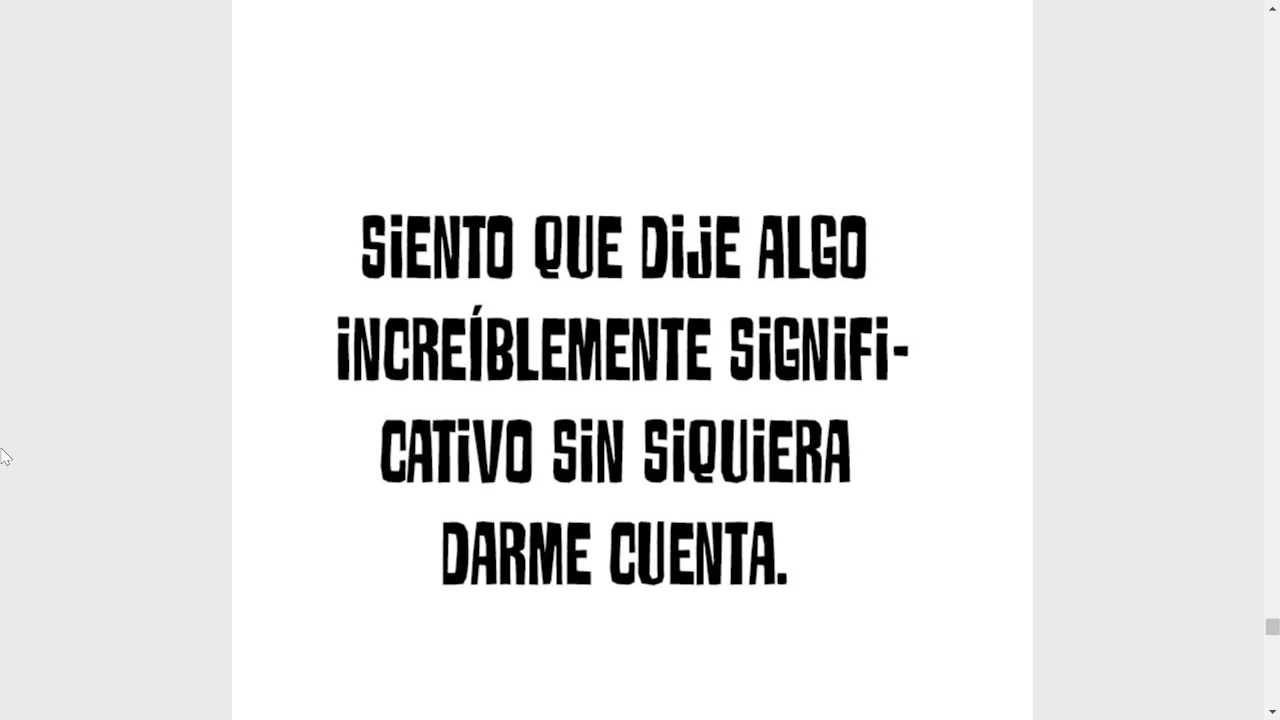 SiENTO QUE DiJE ALGO
iNCREÍBLEMENTE SiGNiFi-
CATiVO SiN SiQUiERA
DARME CUENTA.